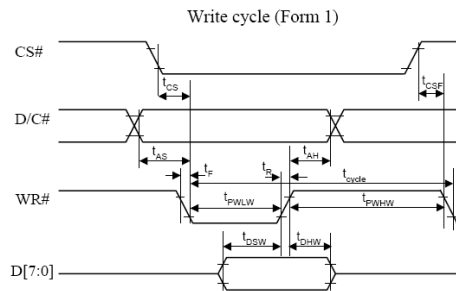 Write cycle (Form 1)
CS#
tCS
tCSF
D/C#
tAS
tF
tR
tAH
tcycle
WR#
tPWLW
tPWHW
tDSW
tDHW
D[7:0]